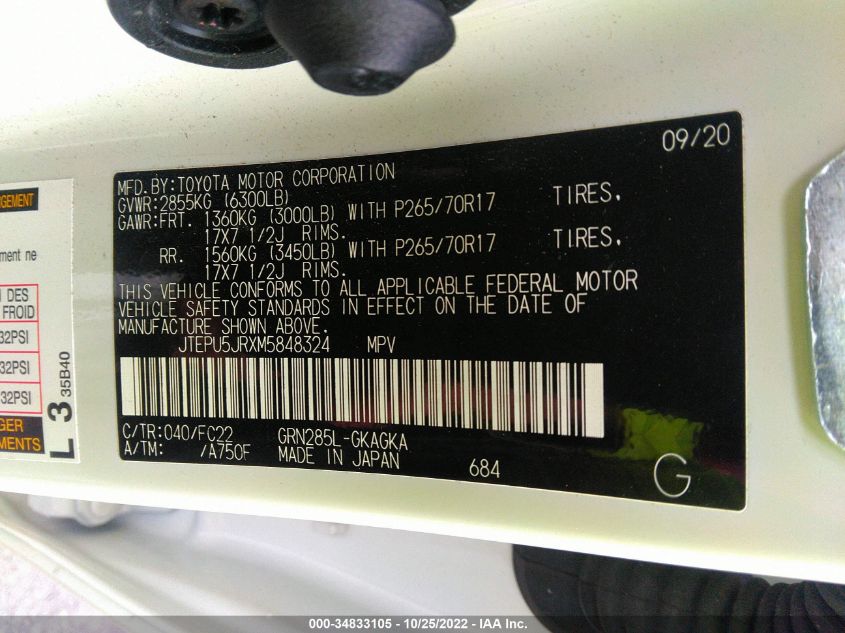 09/20
MFD.BY:TOYOTA MOTOR CORPORATION
GVWR:2855KG (6300LB)
GAWR:FRT. 1360KG (3000LB) WITH P265/70R17 TIRES.
17X7 1/2J RIMS.
RR. 1560KG (3450LB) WITH P265/70R17 TIRES.
17X7 1/2J RIMS.
THIS VEHICLE CONFORMS TO ALL APPLICABLE FEDERAL MOTOR
VEHICLE SAFETY STANDARDS IN EFFECT ON THE DATE OF
MANUFACTURE SHOWN ABOVE.
JTEPU5JRXM5848324 MPV
C/TR:040/FC22 GRN285L-GKAGKA
A/TM: /A750F MADE IN JAPAN 684
G
ment ne
DES
FROID
32PSI
32PSI
32PSI
L 3 35B40
000-34833105 - 10/25/2022 - IAA Inc.